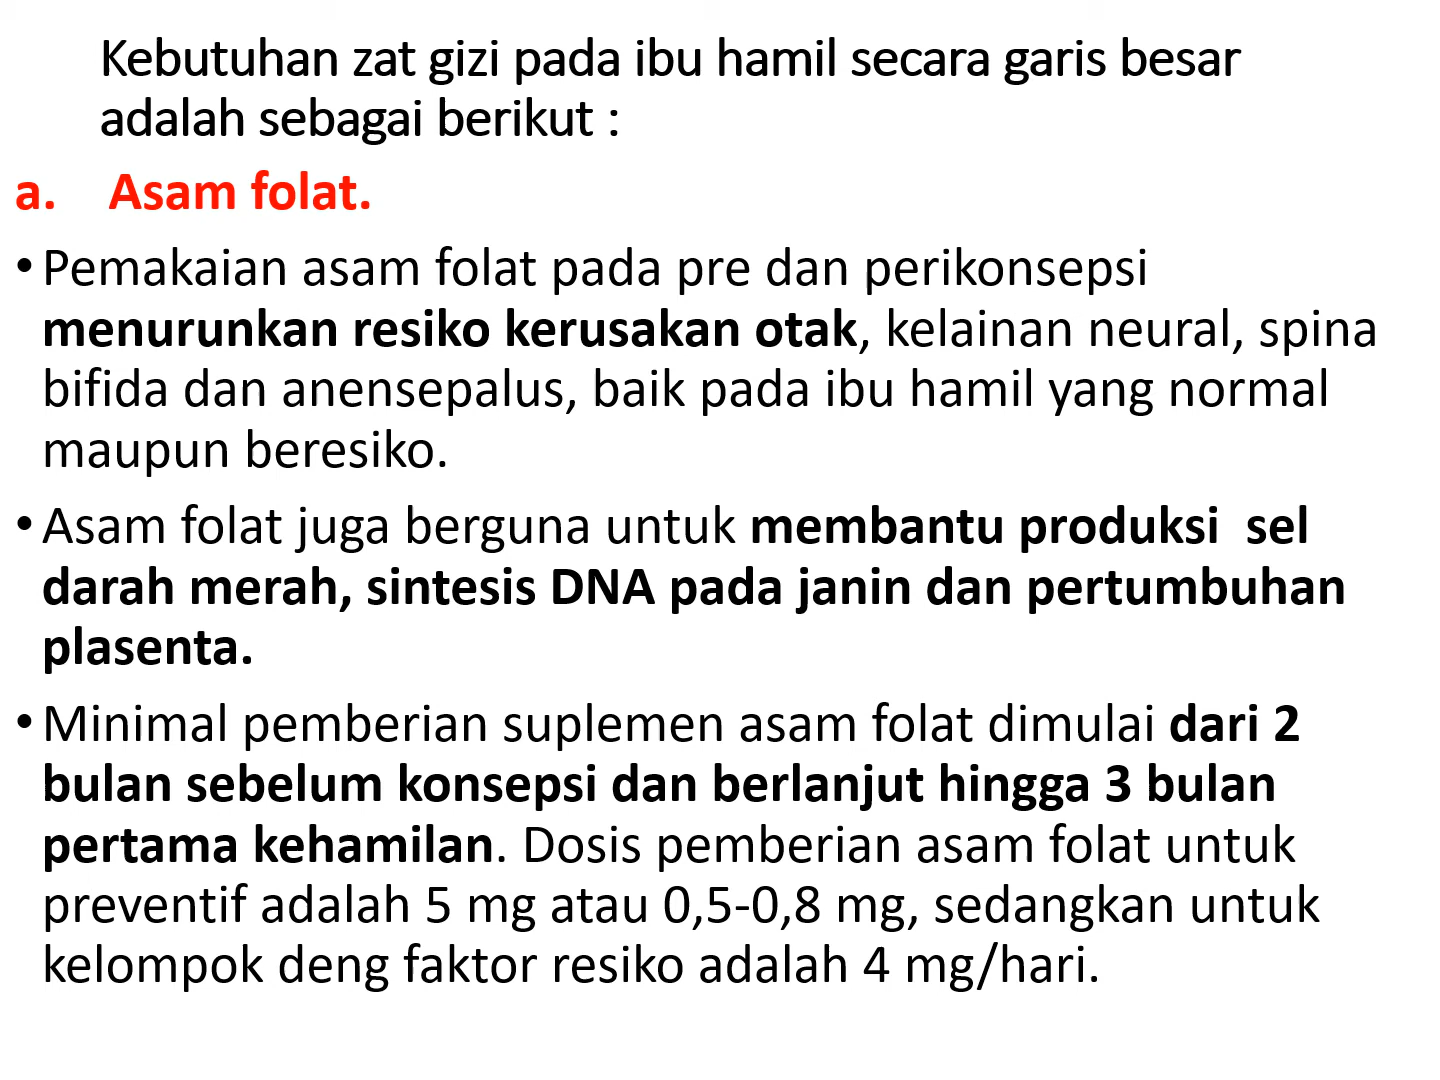 Kebutuhan zat gizi pada ibu hamil secara garis besar
adalah sebagai berikut :
a. Asam folat.
• Pemakaian asam folat pada pre dan perikonsepsi
menurunkan resiko kerusakan otak, kelainan neural, spina
bifida dan anensepalus, baik pada ibu hamil yang normal
maupun beresiko.
• Asam folat juga berguna untuk membantu produksi  sel
darah merah, sintesis DNA pada janin dan pertumbuhan
plasenta.
• Minimal pemberian suplemen asam folat dimulai dari 2
bulan sebelum konsepsi dan berlanjut hingga 3 bulan
pertama kehamilan. Dosis pemberian asam folat untuk
preventif adalah 5 mg atau 0,5-0,8 mg, sedangkan untuk
kelompok deng faktor resiko adalah 4 mg/hari.